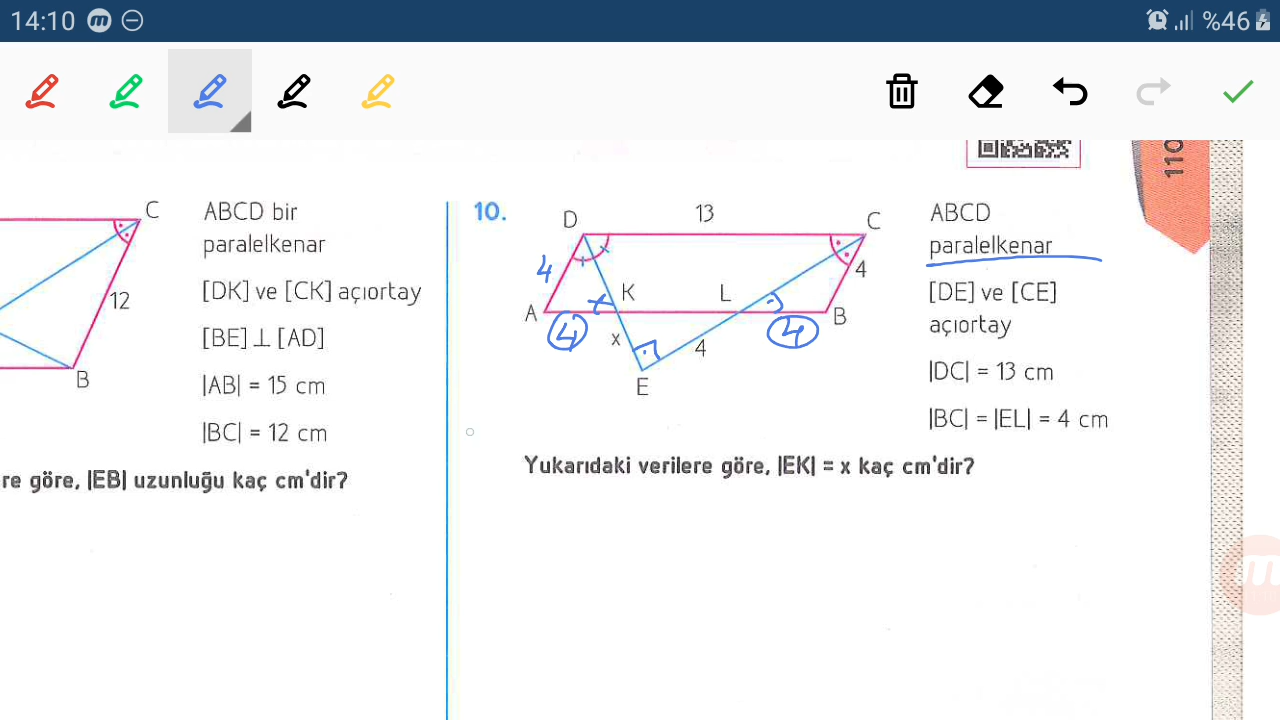 14:10 %46
110
C
ABCD bir
paralelkenar
[DK] ve [CK] açıortay
12
[BE] ⊥ [AD]
B
|AB| = 15 cm
|BC| = 12 cm
re göre, |EB| uzunluğu kaç cm'dir?
10.
D 13 C
4 4
K L
A B
4 4
x 4
E
ABCD
paralelkenar
[DE] ve [CE]
açıortay
|DC| = 13 cm
|BC| = |EL| = 4 cm
Yukarıdaki verilere göre, |EK| = x kaç cm'dir?